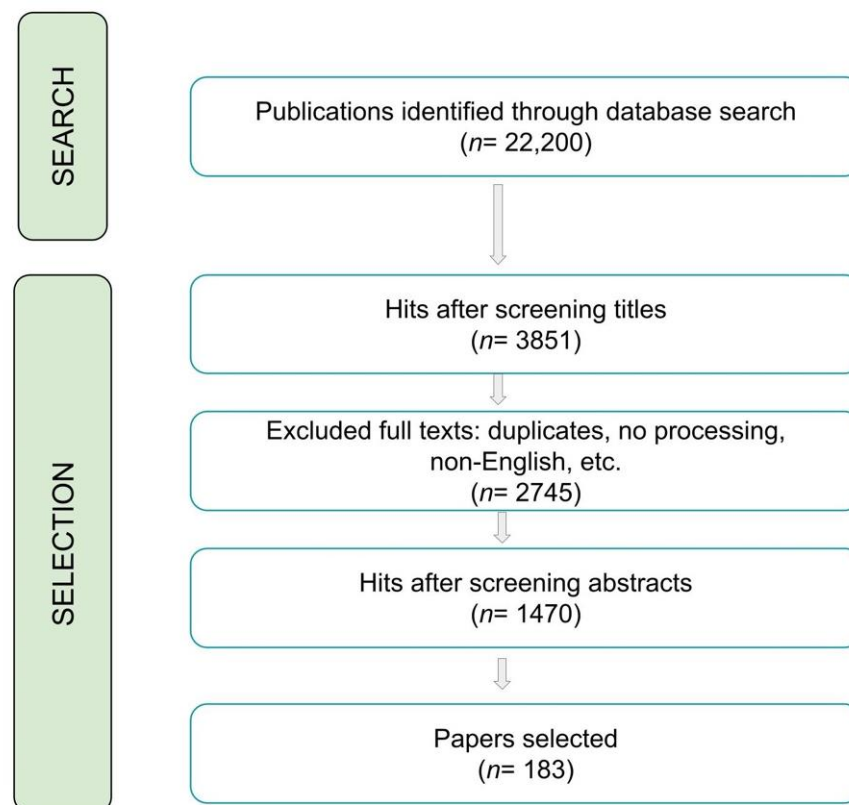 SEARCH
Publications identified through database search
(n= 22,200)
SELECTION
Hits after screening titles
(n= 3851)
Excluded full texts: duplicates, no processing,
non-English, etc.
(n= 2745)
Hits after screening abstracts
(n= 1470)
Papers selected
(n= 183)